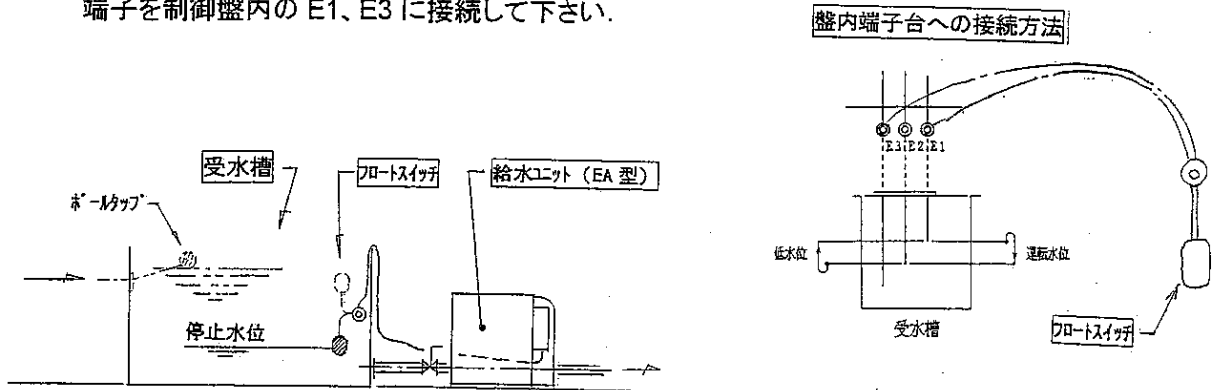 端子を制御盤内の E1、E3 に接続して下さい.
盤内端子台への接続方法
受水槽
フロートスイッチ
給水ユニット（EA 型）
ボールタップ
停止水位
E3 E2 E1
低水位
運転水位
受水槽
フロートスイッチ